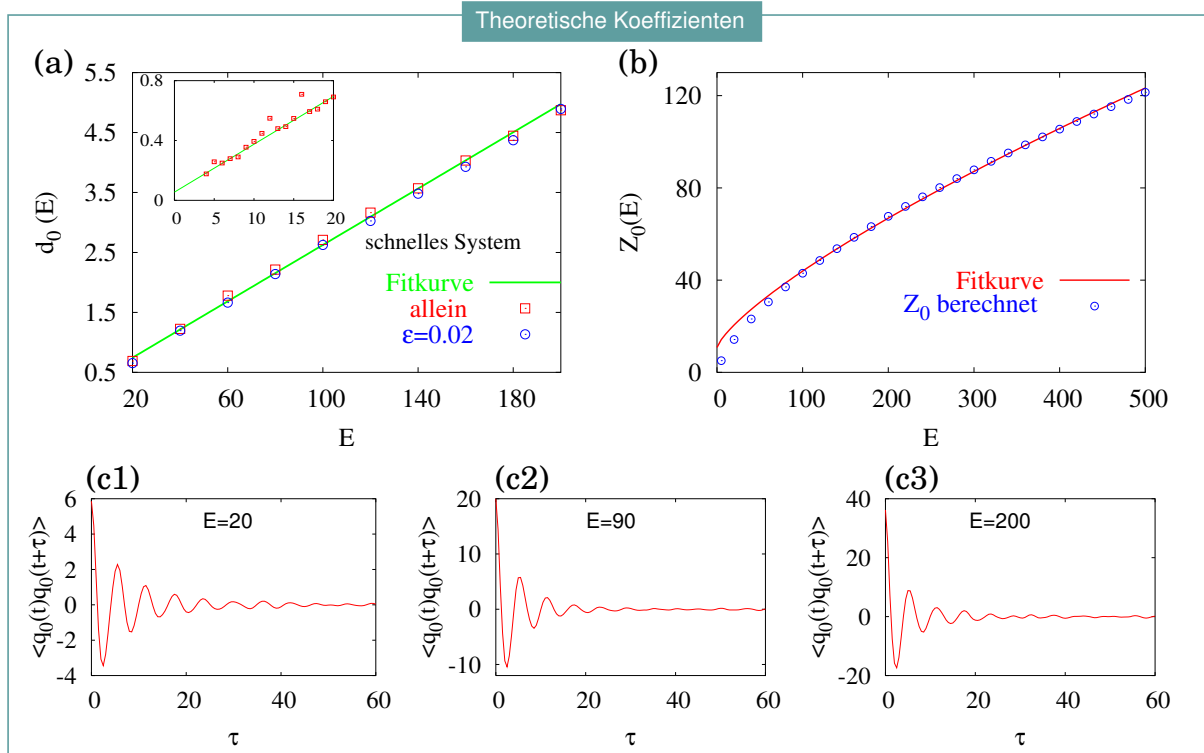 Theoretische Koeffizienten
(a)
5.5
4.5
3.5
2.5
1.5
0.5
d0 (E)
0.8
0.4
0
0 5 10 15 20
schnelles System
Fitkurve
allein
ε=0.02
20 60 100 140 180
E
(b)
120
80
40
0
Z0(E)
Fitkurve
Z0 berechnet
0 100 200 300 400 500
E
(c1)
6
4
2
0
-2
-4
<q0(t)q0(t+τ)>
E=20
0 20 40 60
τ
(c2)
20
10
0
-10
<q0(t)q0(t+τ)>
E=90
0 20 40 60
τ
(c3)
40
20
0
-20
<q0(t)q0(t+τ)>
E=200
0 20 40 60
τ